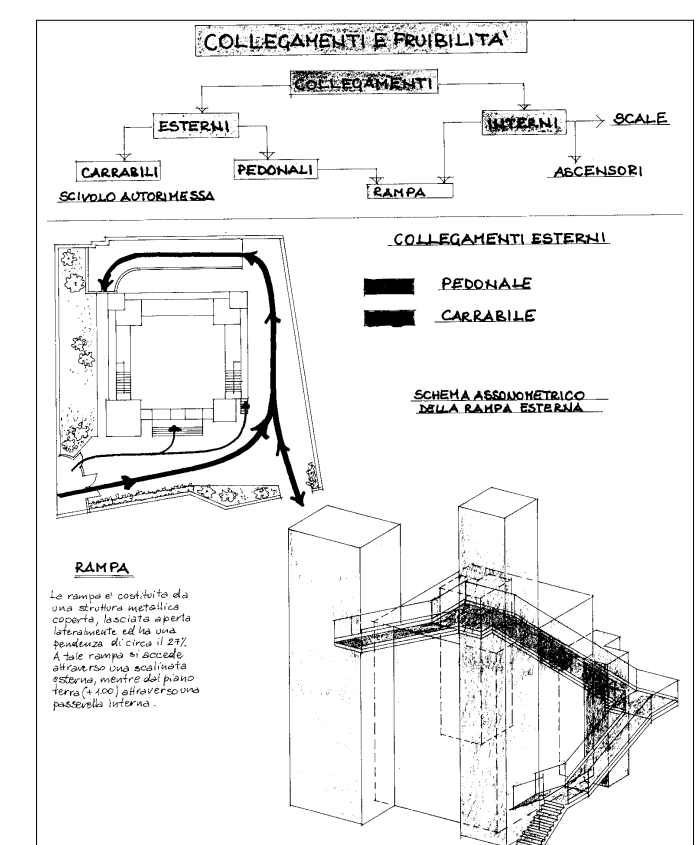 COLLEGAMENTI E FRUIBILITA'
COLLEGAMENTI
ESTERNI
INTERNI
SCALE
CARRABILI
PEDONALI
ASCENSORI
SCIVOLO AUTORIMESSA
RAMPA
COLLEGAMENTI ESTERNI
PEDONALE
CARRABILE
SCHEMA ASSONOMETRICO
DELLA RAMPA ESTERNA
RAMPA
La rampa e' costituita da
una struttura metallica
coperta, lasciata aperta
lateralmente ed ha una
pendenza di circa il 27%.
A tale rampa si accede
attraverso una scalinata
esterna, mentre dal piano
terra (+1.00) attraverso una
passerella interna.